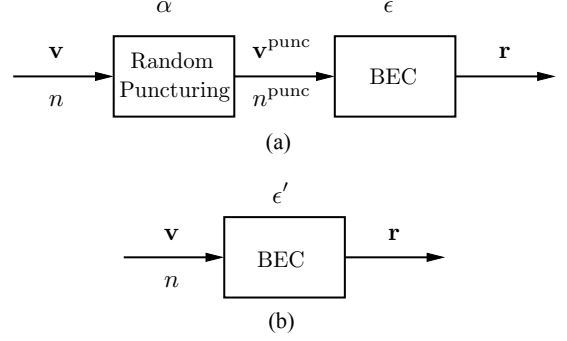 α ϵ
v Random Puncturing v^punc BEC r
n n^punc
(a)
ϵ′
v BEC r
n
(b)